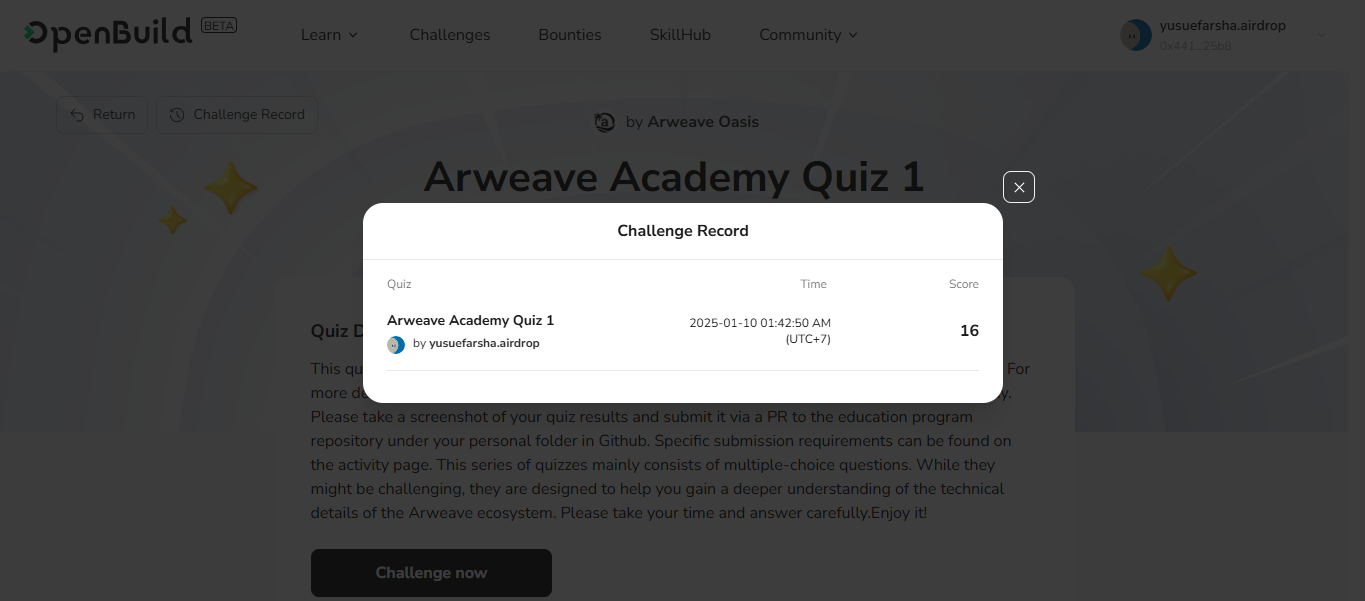 OpenBuild BETA
Learn Challenges Bounties SkillHub Community
yusuefarsha.airdrop
0x441...25b8
Return Challenge Record
by Arweave Oasis
Arweave Academy Quiz 1
Challenge Record
Quiz Time Score
Arweave Academy Quiz 1
by yusuefarsha.airdrop
2025-01-10 01:42:50 AM
(UTC+7)
16
Quiz
This For
more
Please take a screenshot of your quiz results and submit it via a PR to the education program
repository under your personal folder in Github. Specific submission requirements can be found on
the activity page. This series of quizzes mainly consists of multiple-choice questions. While they
might be challenging, they are designed to help you gain a deeper understanding of the technical
details of the Arweave ecosystem. Please take your time and answer carefully.Enjoy it!
Challenge now